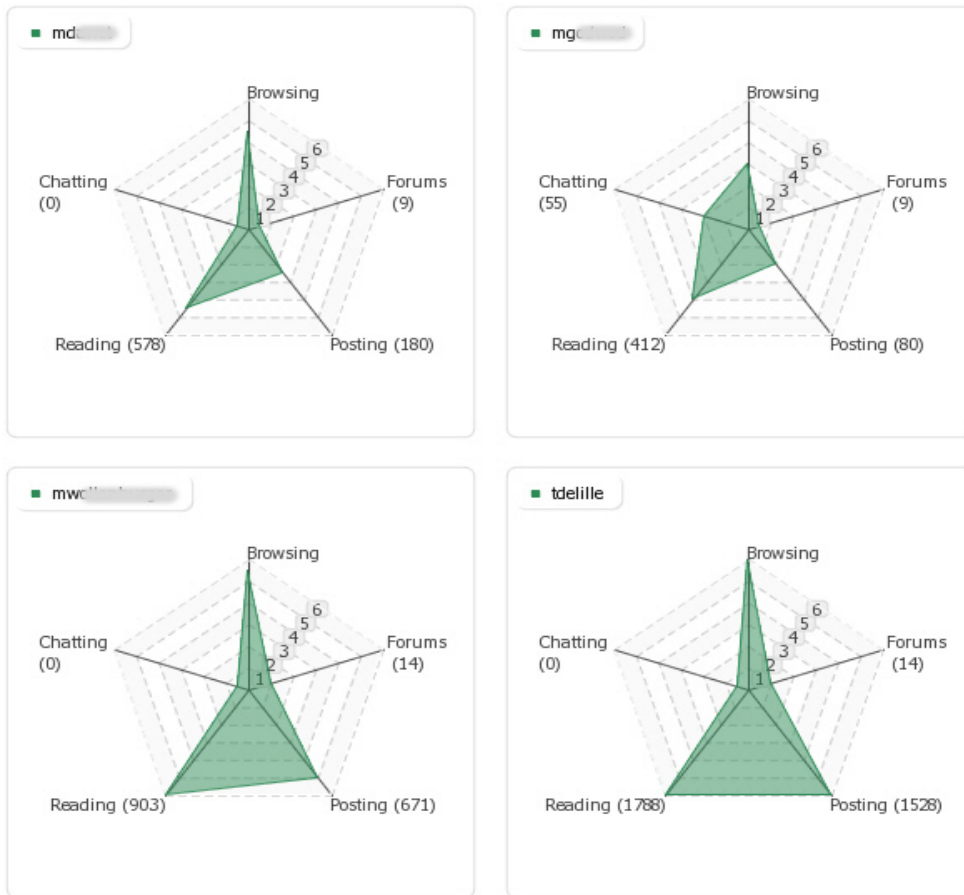 Browsing
6
5
4
3
2
1
Chatting
(0)
Forums
(9)
Reading (578)
Posting (180)
Browsing
6
5
4
3
2
1
Chatting
(55)
Forums
(9)
Reading (412)
Posting (80)
Browsing
6
5
4
3
2
1
Chatting
(0)
Forums
(14)
Reading (903)
Posting (671)
tdelille
Browsing
6
5
4
3
2
1
Chatting
(0)
Forums
(14)
Reading (1788)
Posting (1528)